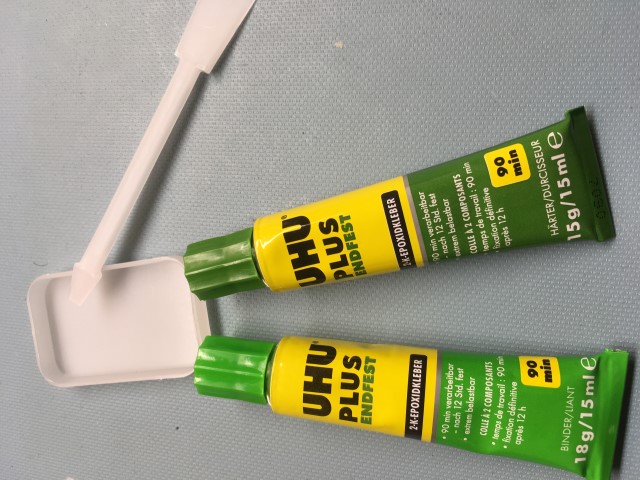 UHU
PLUS
ENDFEST
2-K-EPOXIDKLEBER
• 90 min verarbeitbar
– nach 12 Std. fest
• extrem belastbar
COLLE À 2 COMPOSANTS
• temps de travail : 90 min
• fixation définitive
après 12 h
90
min
BINDER/LIANT
18g/15ml e
UHU®
PLUS
ENDFEST
2-K-EPOXIDKLEBER
90 min verarbeitbar
– nach 12 Std. fest
• extrem belastbar
COLLE À 2 COMPOSANTS
• temps de travail : 90 min
• fixation définitive
après 12 h
90
min
HÄRTER/DURCISSEUR
15g/15ml e